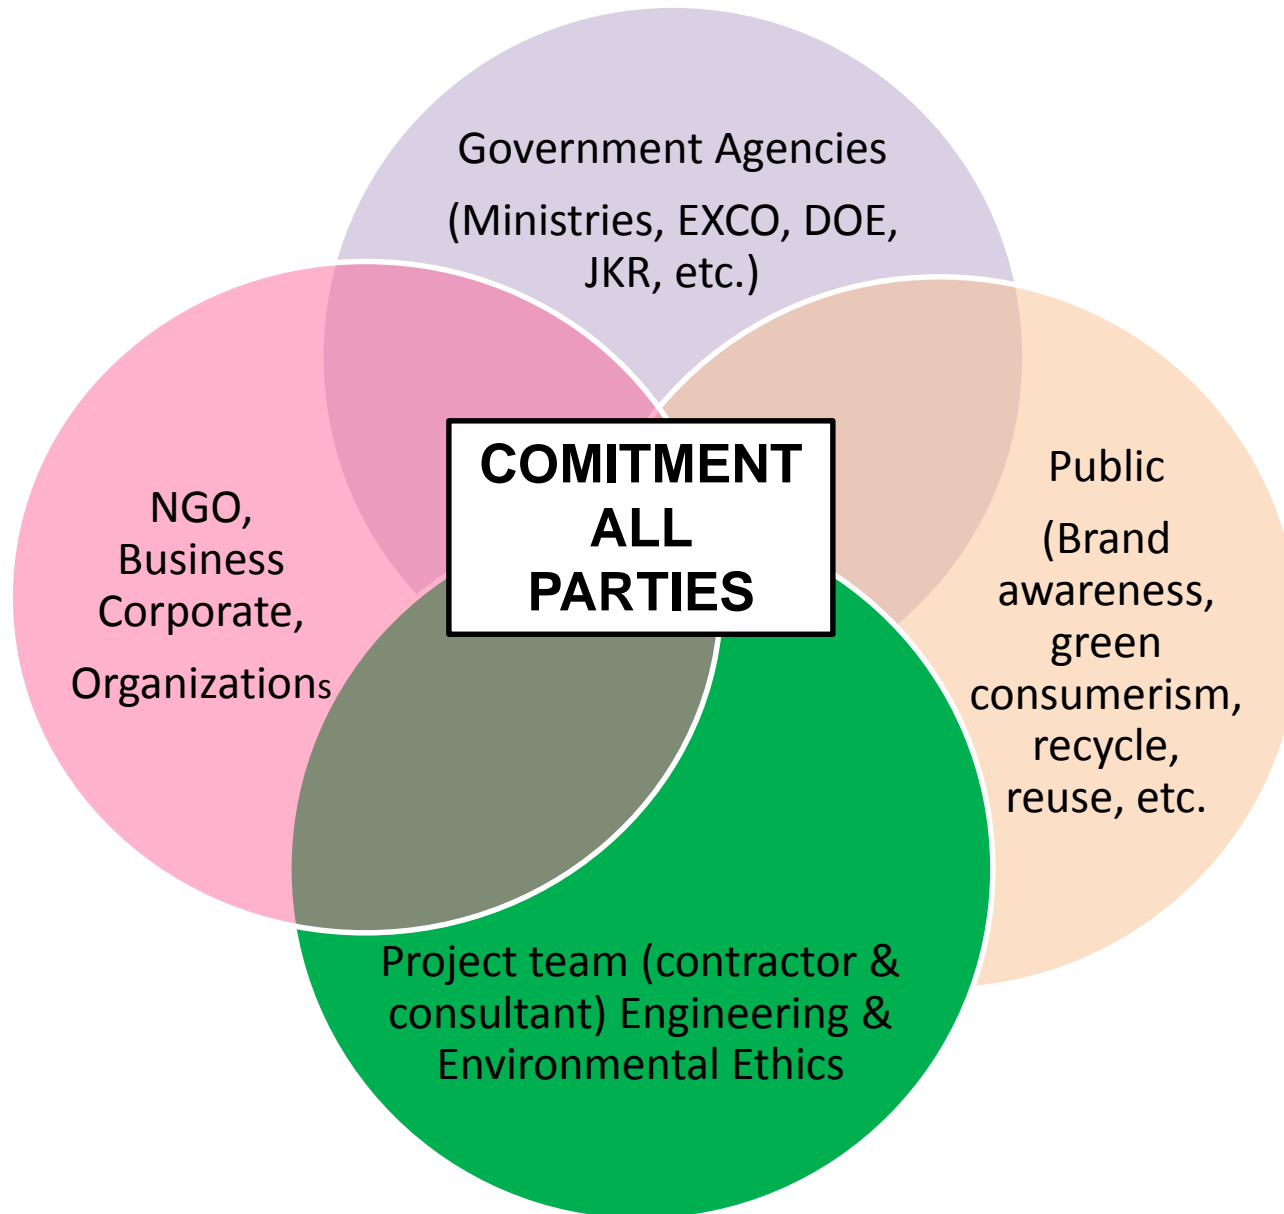 Government Agencies
(Ministries, EXCO, DOE,
JKR, etc.)
COMITMENT
ALL
PARTIES
NGO,
Business
Corporate,
Organizations
Public
(Brand
awareness,
green
consumerism,
recycle,
reuse, etc.
Project team (contractor &
consultant) Engineering &
Environmental Ethics